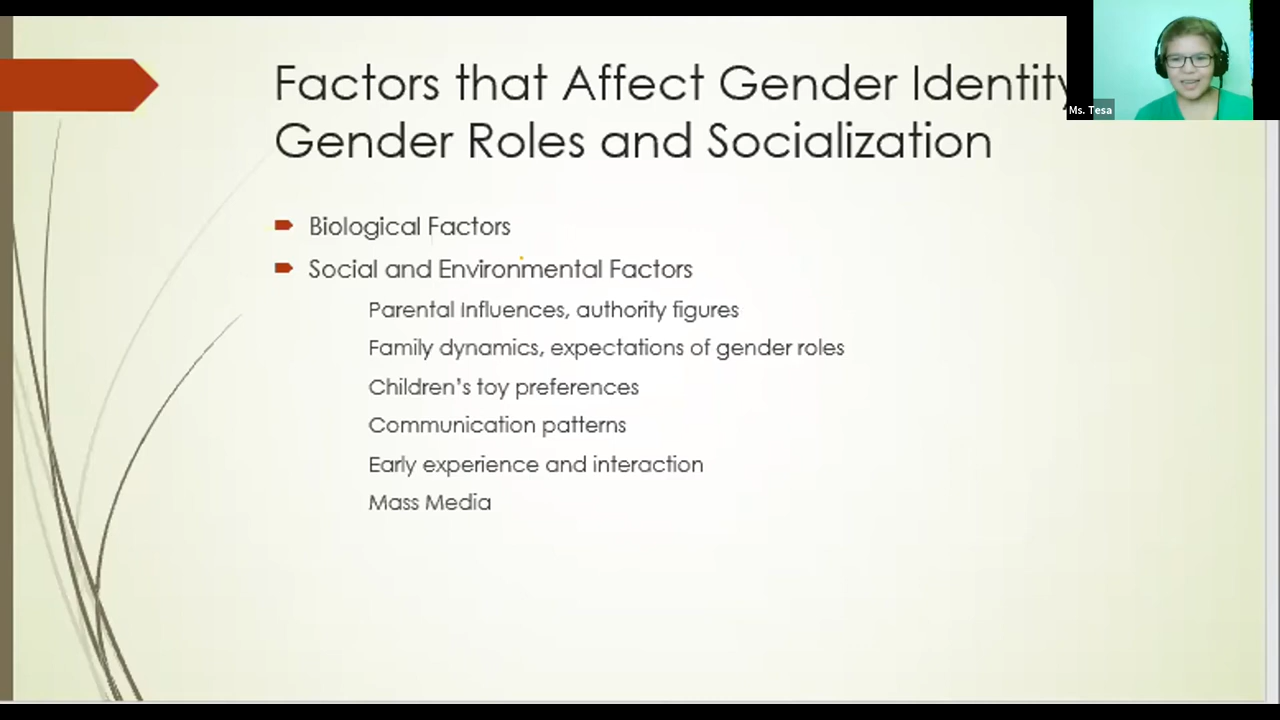 Factors that Affect Gender Identity
Gender Roles and Socialization
Ms. Tesa
Biological Factors
Social and Environmental Factors
Parental Influences, authority figures
Family dynamics, expectations of gender roles
Children's toy preferences
Communication patterns
Early experience and interaction
Mass Media